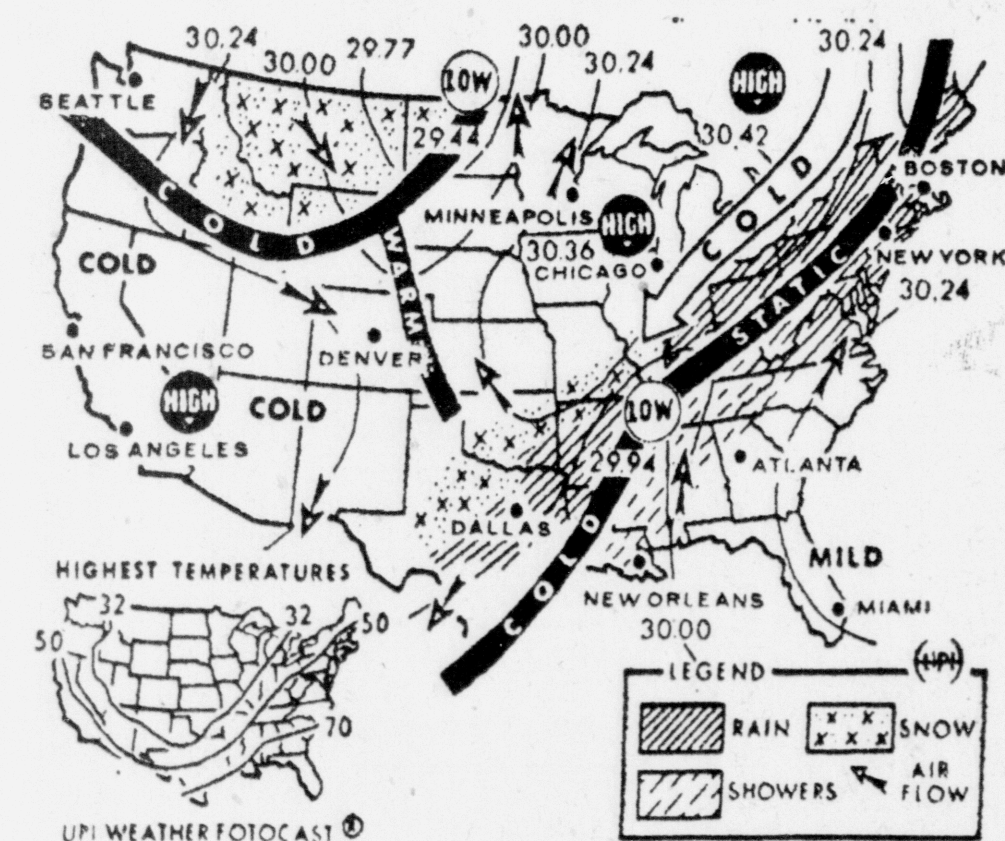 30.24
30.00
29.77
30.00
30.24
30.24
LOW
HIGH
SEATTLE
29.44
30.42
COLD
BOSTON
MINNEAPOLIS
HIGH
COLD
30.36
CHICAGO
NEW YORK
30.24
COLD
WARM
STATIC
SAN FRANCISCO
DENVER
HIGH
COLD
LOW
LOS ANGELES
29.94
ATLANTA
DALLAS
COLD
MILD
HIGHEST TEMPERATURES
NEW ORLEANS
MIAMI
30.00
32
32
50
50
70
(UPI)
LEGEND
RAIN
SNOW
SHOWERS
AIR
FLOW
UPI WEATHER FOTOCAST ®